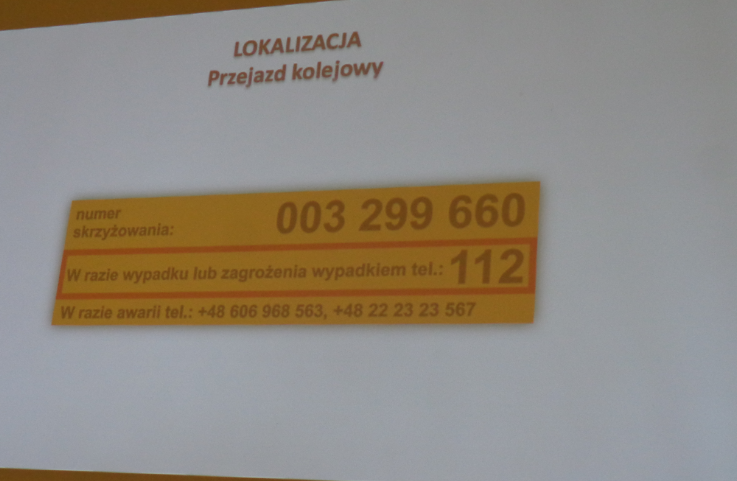 LOKALIZACJA
Przejazd kolejowy
numer
skrzyżowania: 003 299 660
W razie wypadku lub zagrożenia wypadkiem tel.: 112
W razie awarii tel.: +48 606 968 563, +48 22 23 23 567